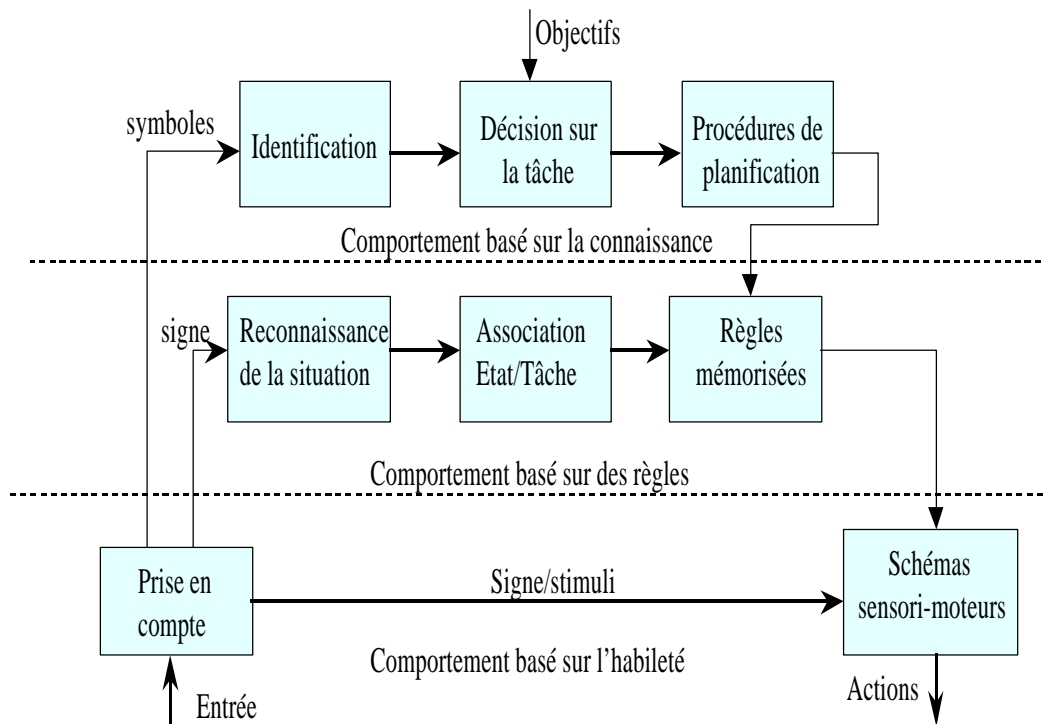 Objectifs
symboles
Identification
Décision sur
la tâche
Procédures de
planification
Comportement basé sur la connaissance
signe
Reconnaissance
de la situation
Association
Etat/Tâche
Règles
mémorisées
Comportement basé sur des règles
Prise en
compte
Signe/stimuli
Schémas
sensori-moteurs
Comportement basé sur l'habileté
Entrée
Actions